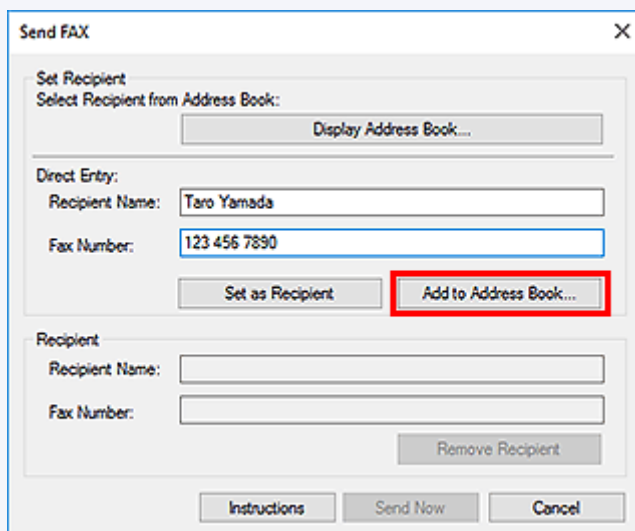 Send FAX
Set Recipient
Select Recipient from Address Book:
Display Address Book...
Direct Entry:
Recipient Name: Taro Yamada
Fax Number: 123 456 7890
Set as Recipient Add to Address Book...
Recipient
Recipient Name:
Fax Number:
Remove Recipient
Instructions Send Now Cancel